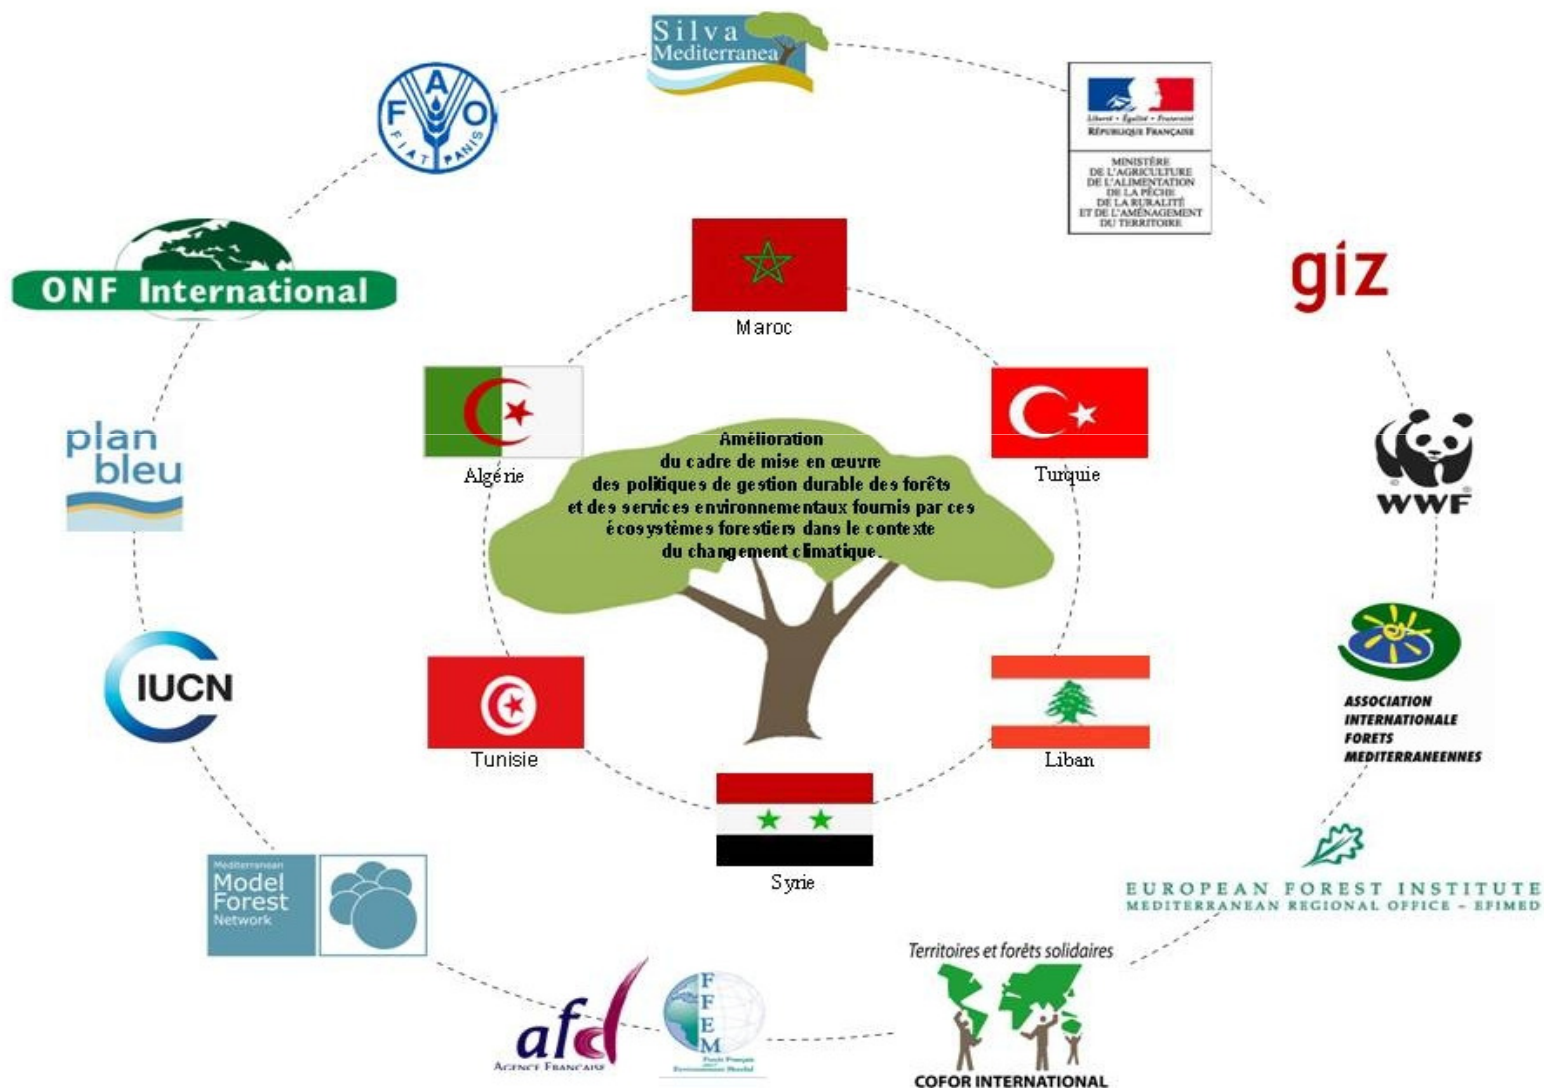 Silva
Mediterranea
F A O
FIAT PANIS
Liberté • Égalité • Fraternité
RÉPUBLIQUE FRANÇAISE
MINISTÈRE
DE L'AGRICULTURE
DE L'ALIMENTATION
DE LA PÊCHE
DE LA RURALITÉ
ET DE L'AMÉNAGEMENT
DU TERRITOIRE
ONF International
giz
Maroc
Algérie
Turquie
plan
bleu
WWF
Amélioration
du cadre de mise en œuvre
des politiques de gestion durable des forêts
et des services environnementaux fournis par ces
écosystèmes forestiers dans le contexte
du changement climatique.
IUCN
Tunisie
Liban
ASSOCIATION
INTERNATIONALE
FORETS
MEDITERRANEENNES
Syrie
Mediterranean
Model
Forest
Network
EUROPEAN FOREST INSTITUTE
MEDITERRANEAN REGIONAL OFFICE – EFIMED
afd
AGENCE FRANÇAISE
FFEM
Fonds Français
Environnement Mondial
Territoires et forêts solidaires
COFOR INTERNATIONAL